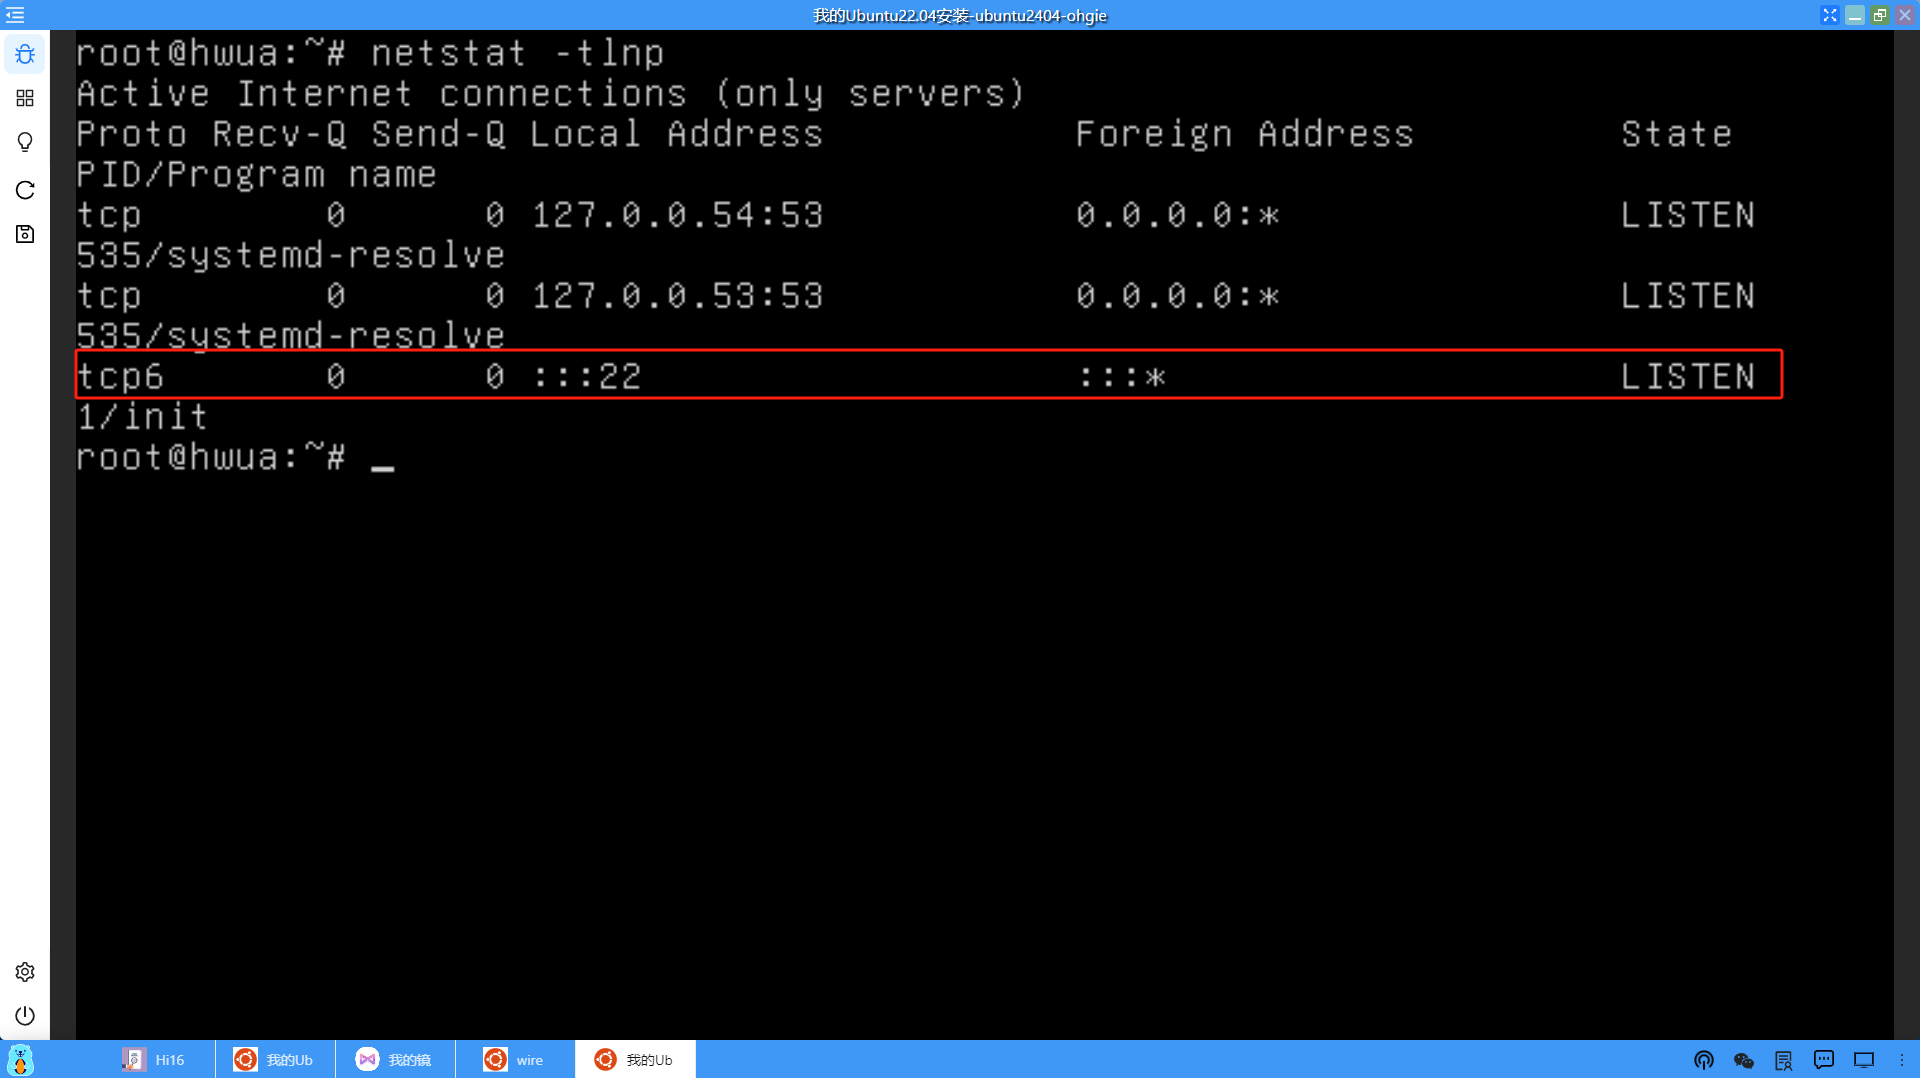 我的Ubuntu22.04安装-ubuntu2404-ohgie
root@hwua:~# netstat -tlnp
Active Internet connections (only servers)
Proto Recv-Q Send-Q Local Address           Foreign Address         State
PID/Program name
tcp        0      0 127.0.0.54:53           0.0.0.0:*               LISTEN
535/systemd-resolve
tcp        0      0 127.0.0.53:53           0.0.0.0:*               LISTEN
535/systemd-resolve
tcp6       0      0 :::22                   :::*                    LISTEN
1/init
root@hwua:~# _
Hi16 我的Ub 我的镜 wire 我的Ub